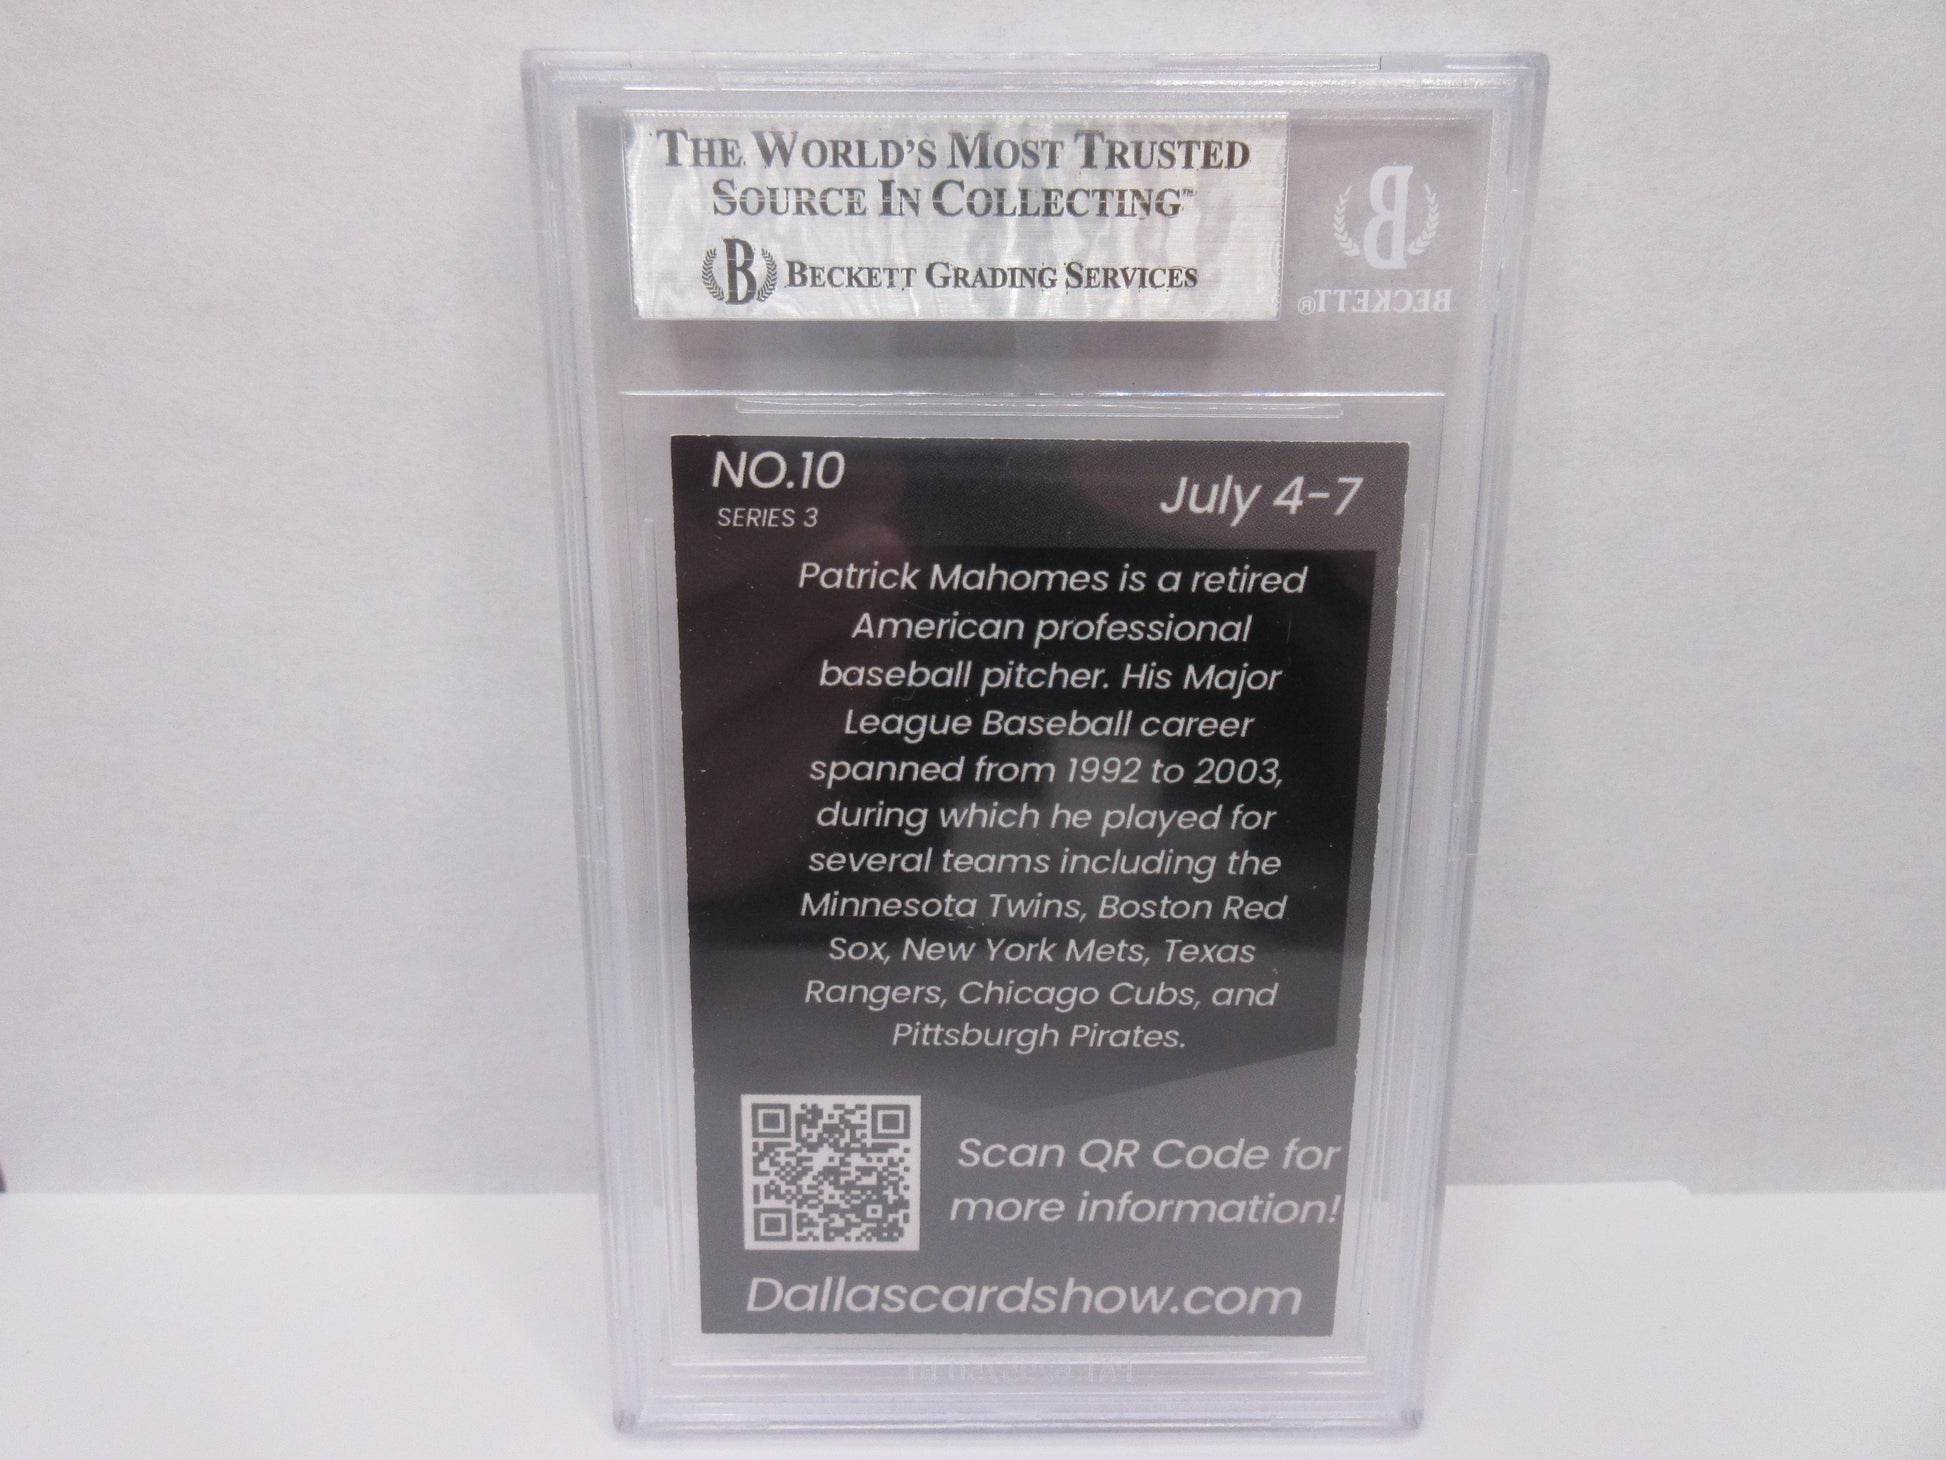 THE WORLD'S MOST TRUSTED
SOURCE IN COLLECTING™
B BECKETT GRADING SERVICES
B
BECKETT®
NO.10
SERIES 3
July 4-7
Patrick Mahomes is a retired
American professional
baseball pitcher. His Major
League Baseball career
spanned from 1992 to 2003,
during which he played for
several teams including the
Minnesota Twins, Boston Red
Sox, New York Mets, Texas
Rangers, Chicago Cubs, and
Pittsburgh Pirates.
Scan QR Code for
more information!
Dallascardshow.com